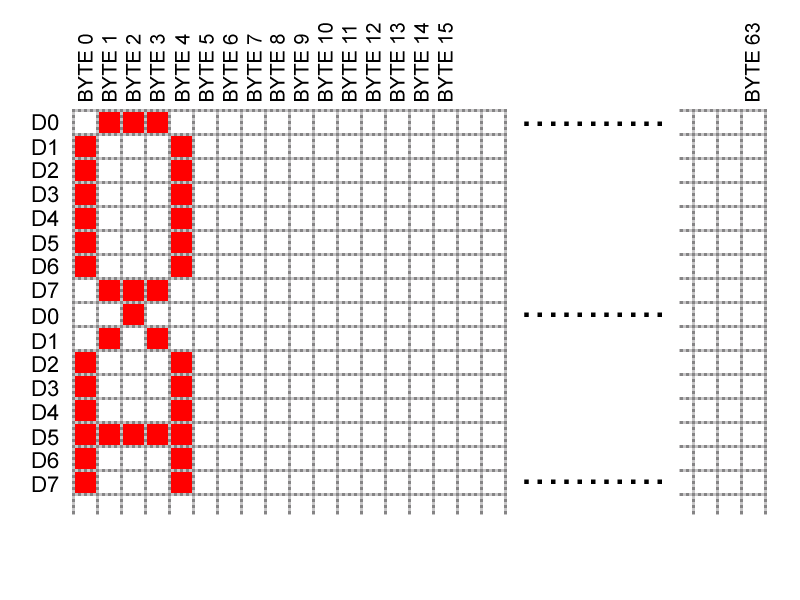 BYTE 0 BYTE 1 BYTE 2 BYTE 3 BYTE 4 BYTE 5 BYTE 6 BYTE 7 BYTE 8 BYTE 9 BYTE 10 BYTE 11 BYTE 12 BYTE 13 BYTE 14 BYTE 15 BYTE 63
D0 ...........
D1
D2
D3
D4
D5
D6
D7
D0 ...........
D1
D2
D3
D4
D5
D6
D7 ...........